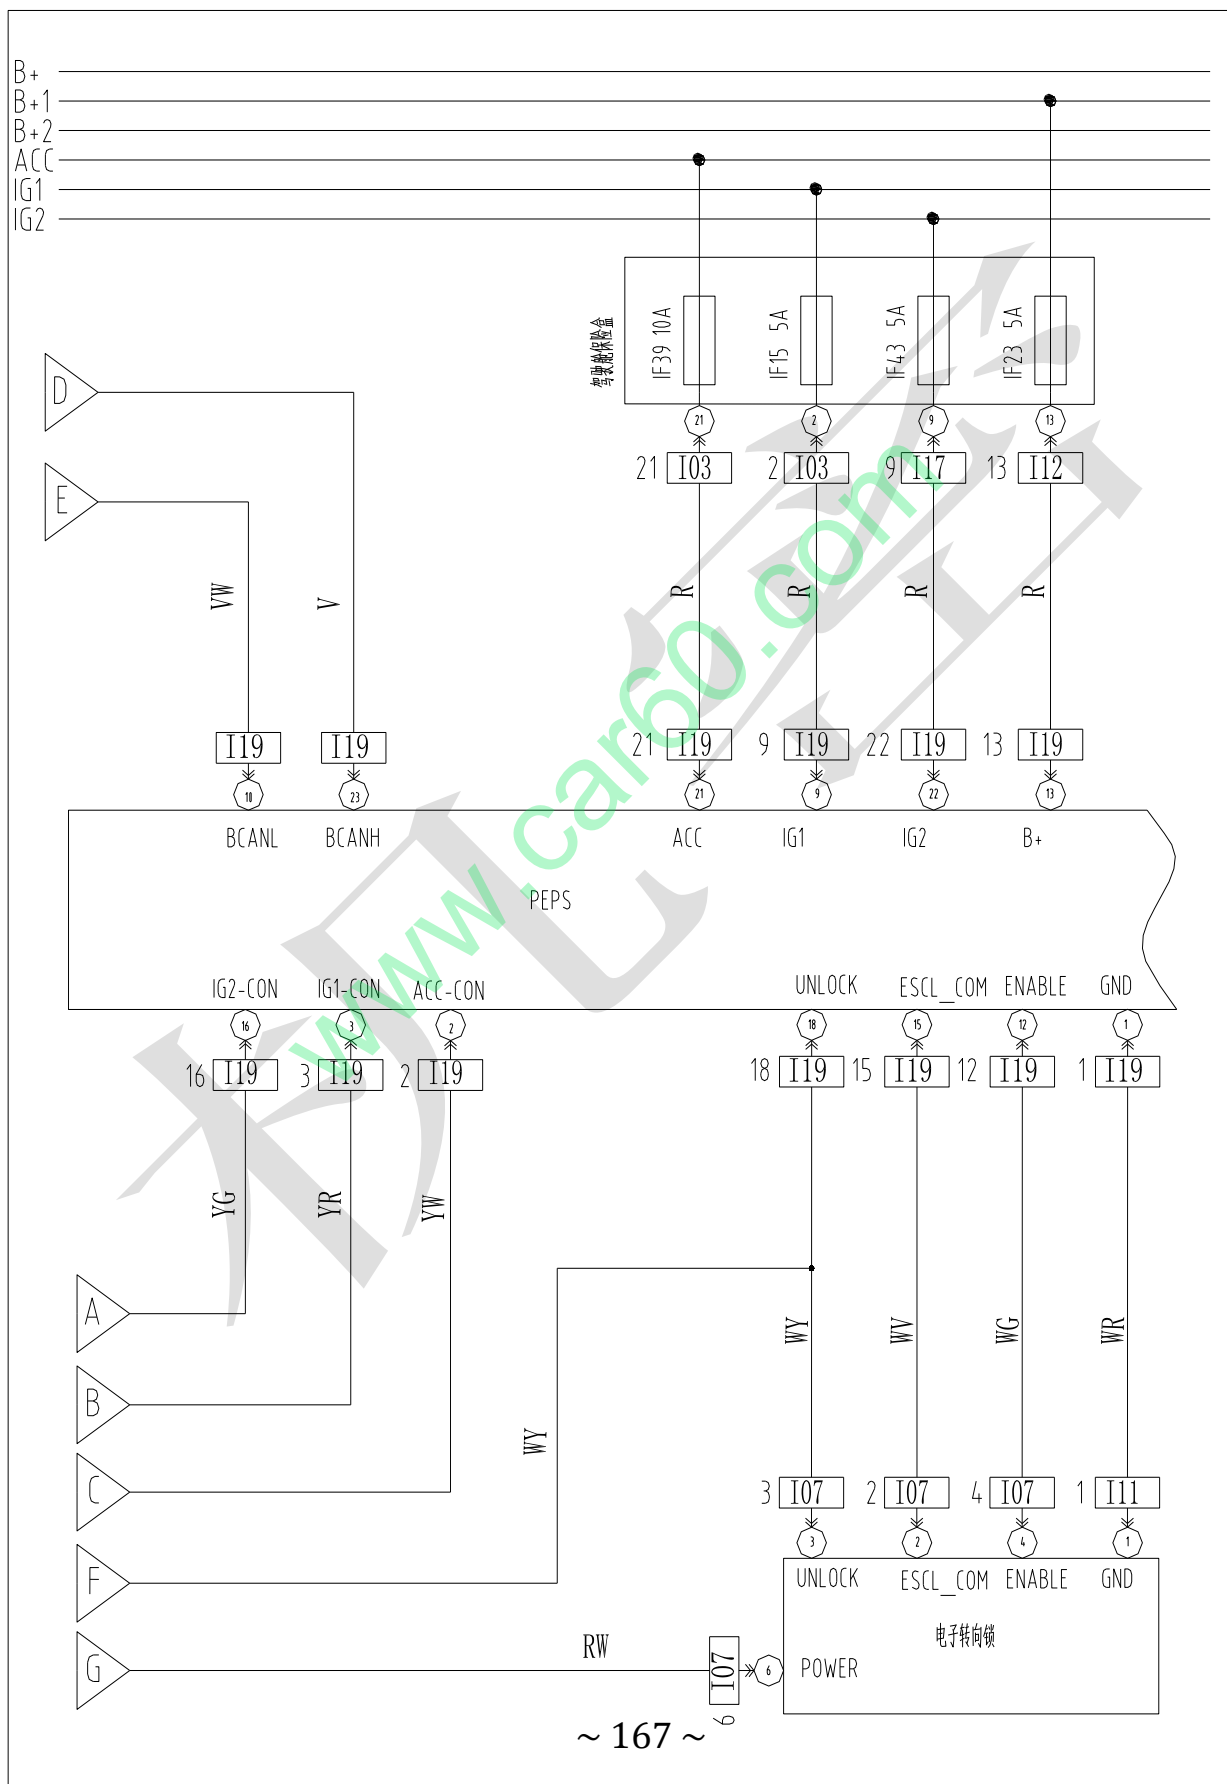 B+
B+1
B+2
ACC
IG1
IG2
驾驶舱保险盒
IF39 10A
IF15 5A
IF43 5A
IF23 5A
D
E
21 2 9 13
21 I03 2 I03 9 I17 13 I12
VW V R R R R
I19 I19 21 I19 9 I19 22 I19 13 I19
10 23 21 9 22 13
BCANL BCANH ACC IG1 IG2 B+
PEPS
IG2-CON IG1-CON ACC-CON UNLOCK ESCL_COM ENABLE GND
16 3 2 18 15 12 1
16 I19 3 I19 2 I19 18 I19 15 I19 12 I19 1 I19
YG YR YW
A
WY WV WG WR
B
WY
C
3 I07 2 I07 4 I07 1 I11
3 2 4 1
F
UNLOCK ESCL_COM ENABLE GND
电子转向锁
G
RW
I07
6
6
POWER
~ 167 ~
www.car60.com